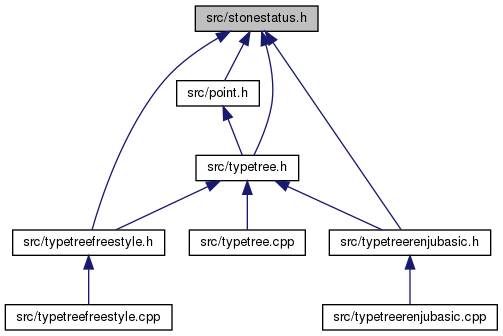 src/stonestatus.h
src/point.h
src/typetree.h
src/typetreefreestyle.h
src/typetree.cpp
src/typetreerenjubasic.h
src/typetreefreestyle.cpp
src/typetreerenjubasic.cpp